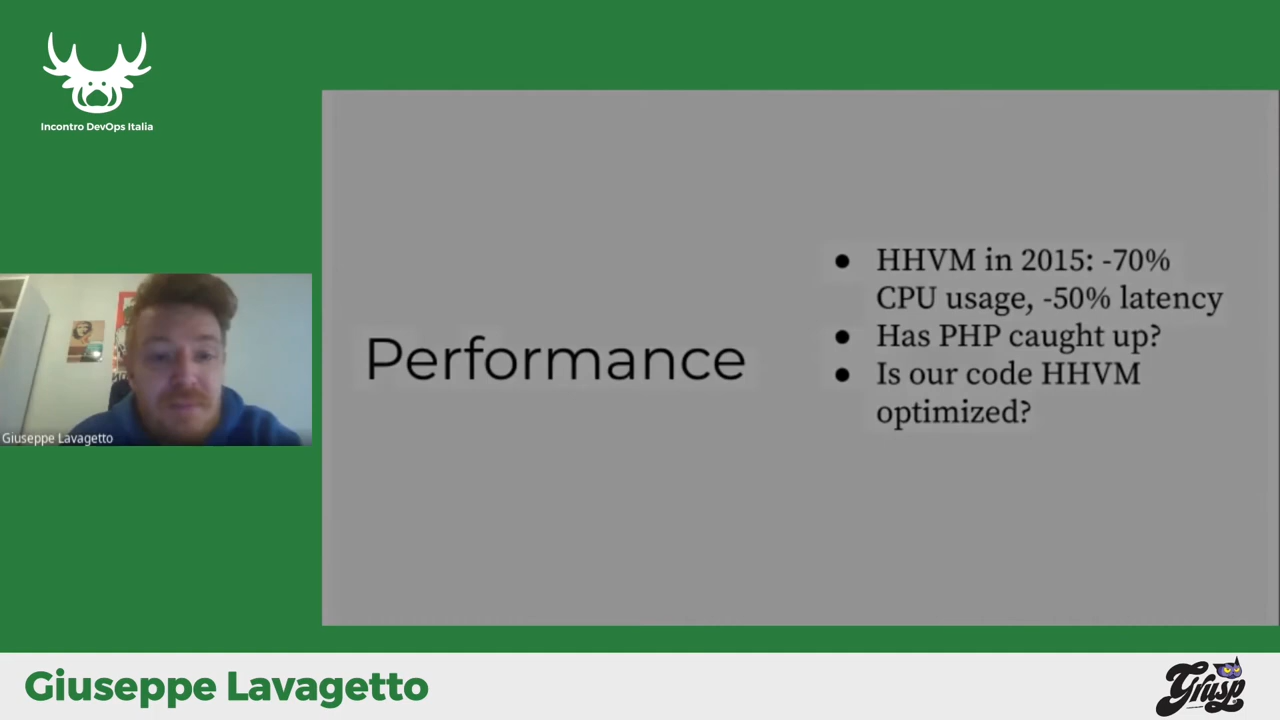 Incontro DevOps Italia
Giuseppe Lavagetto
Performance
● HHVM in 2015: -70%
CPU usage, -50% latency
● Has PHP caught up?
● Is our code HHVM
optimized?
Giuseppe Lavagetto
Grusp